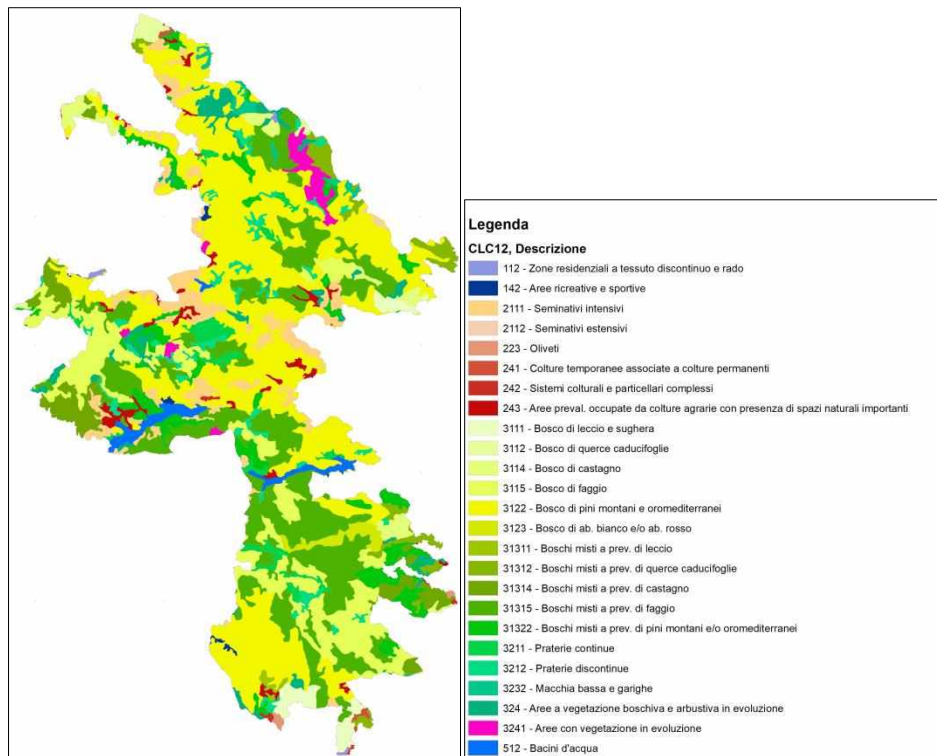 Legenda
CLC12, Descrizione
112 - Zone residenziali a tessuto discontinuo e rado
142 - Aree ricreative e sportive
2111 - Seminativi intensivi
2112 - Seminativi estensivi
223 - Oliveti
241 - Colture temporanee associate a colture permanenti
242 - Sistemi colturali e particellari complessi
243 - Aree preval. occupate da colture agrarie con presenza di spazi naturali importanti
3111 - Bosco di leccio e sughera
3112 - Bosco di querce caducifoglie
3114 - Bosco di castagno
3115 - Bosco di faggio
3122 - Bosco di pini montani e oromediterranei
3123 - Bosco di ab. bianco e/o ab. rosso
31311 - Boschi misti a prev. di leccio
31312 - Boschi misti a prev. di querce caducifoglie
31314 - Boschi misti a prev. di castagno
31315 - Boschi misti a prev. di faggio
31322 - Boschi misti a prev. di pini montani e/o oromediterranei
3211 - Praterie continue
3212 - Praterie discontinue
3232 - Macchia bassa e garighe
324 - Aree a vegetazione boschiva e arbustiva in evoluzione
3241 - Aree con vegetazione in evoluzione
512 - Bacini d'acqua